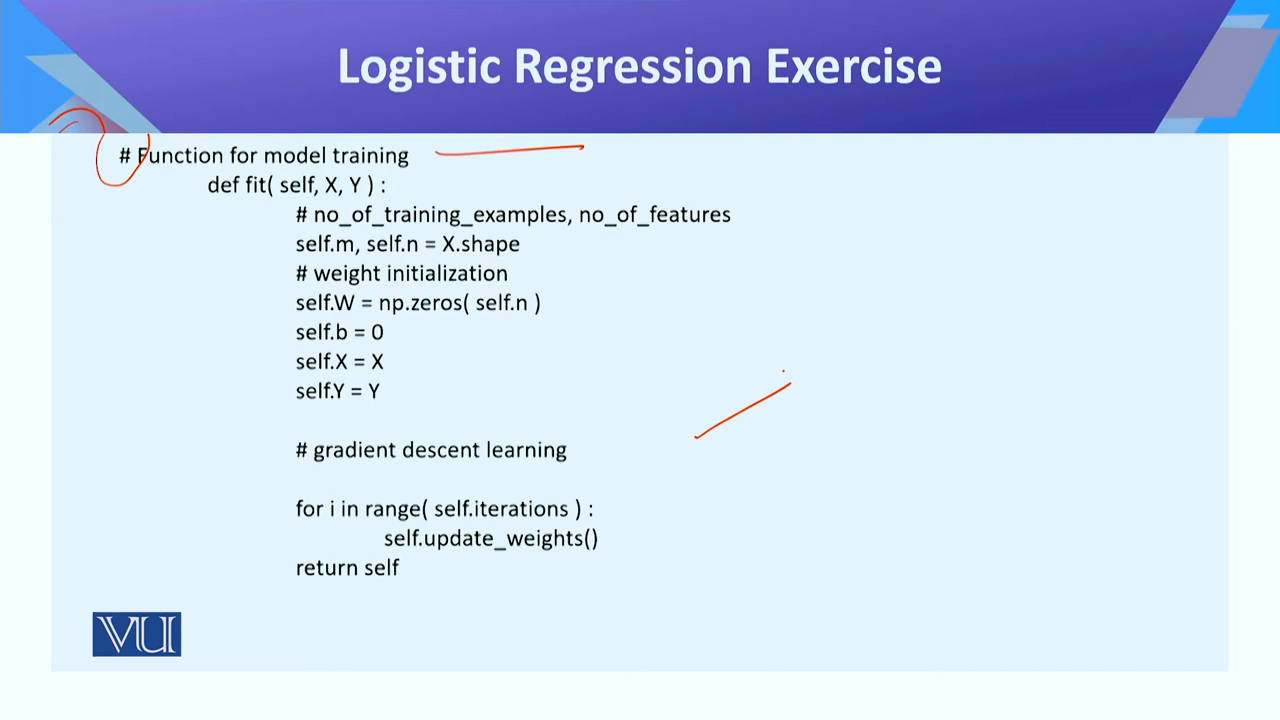 Logistic Regression Exercise
# Function for model training
def fit( self, X, Y ) :
# no_of_training_examples, no_of_features
self.m, self.n = X.shape
# weight initialization
self.W = np.zeros( self.n )
self.b = 0
self.X = X
self.Y = Y
# gradient descent learning
for i in range( self.iterations ) :
self.update_weights()
return self
VU